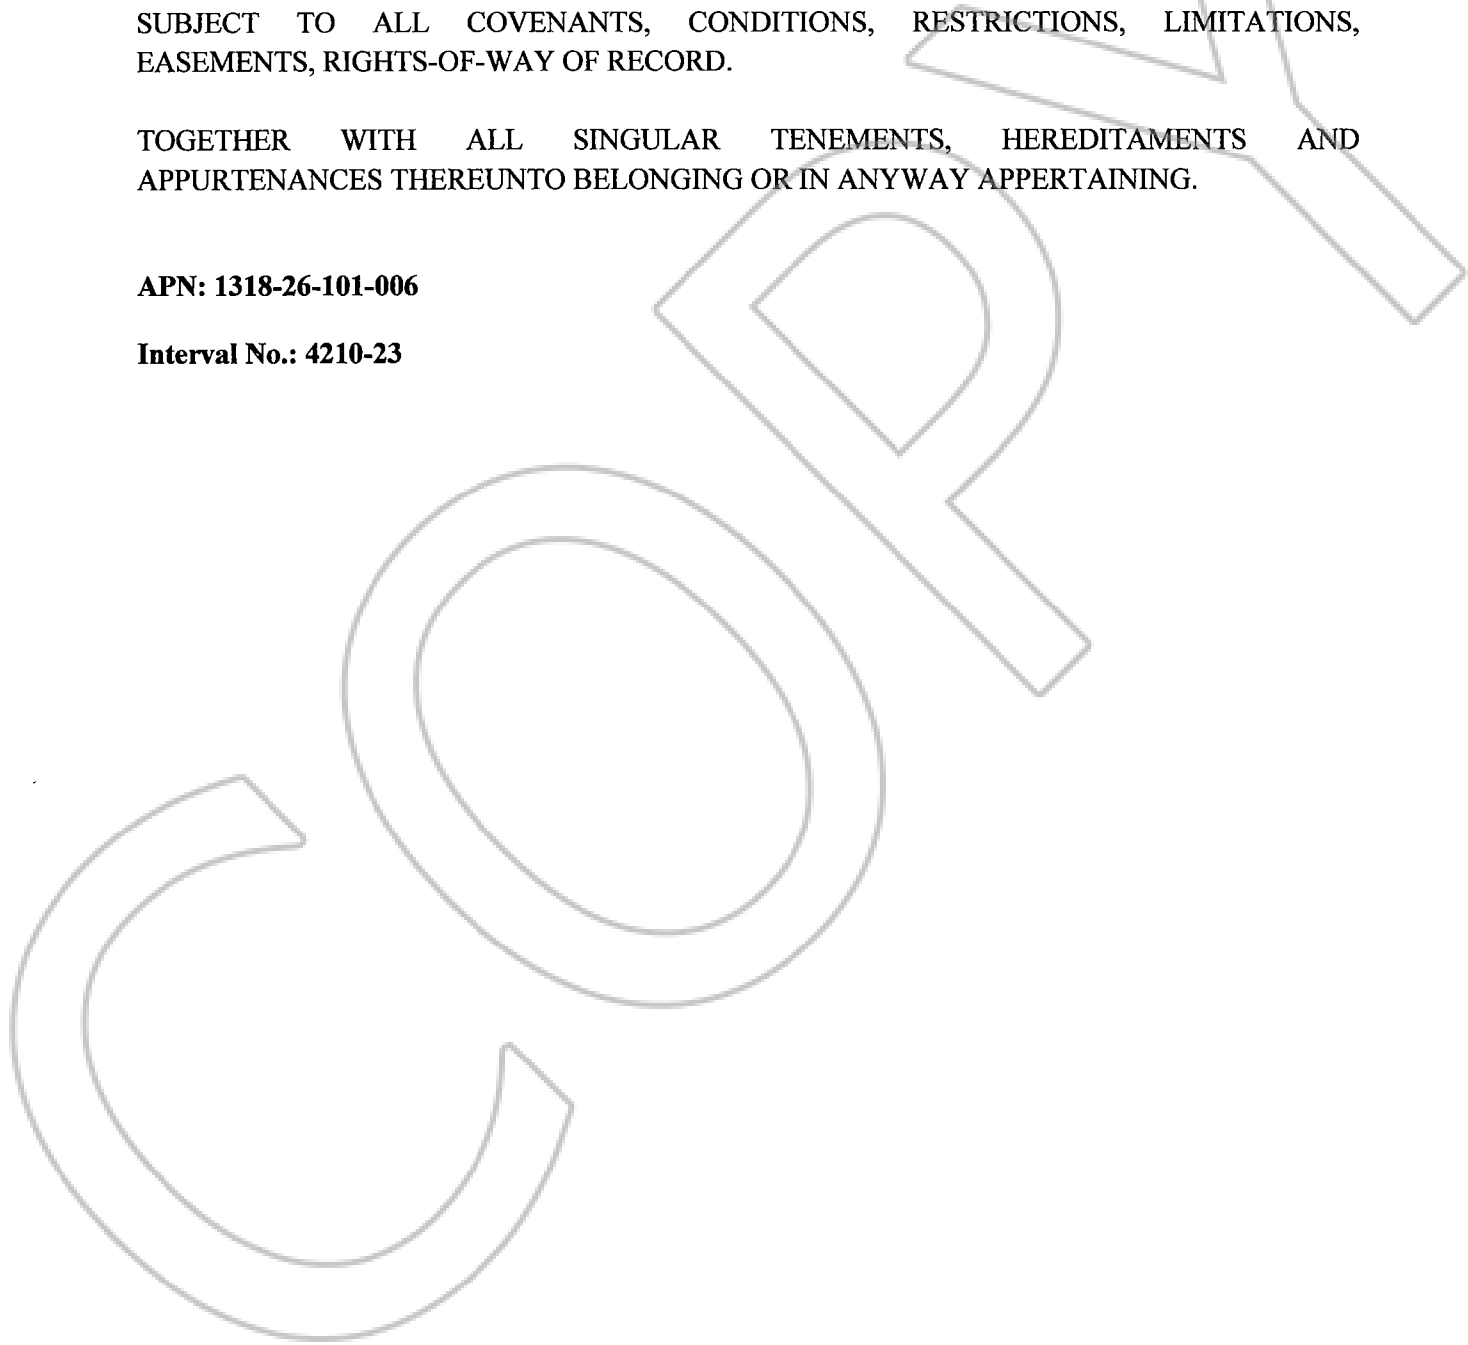 SUBJECT TO ALL COVENANTS, CONDITIONS, RESTRICTIONS, LIMITATIONS,
EASEMENTS, RIGHTS-OF-WAY OF RECORD.
TOGETHER WITH ALL SINGULAR TENEMENTS, HEREDITAMENTS AND
APPURTENANCES THEREUNTO BELONGING OR IN ANYWAY APPERTAINING.
APN: 1318-26-101-006
Interval No.: 4210-23
COPY